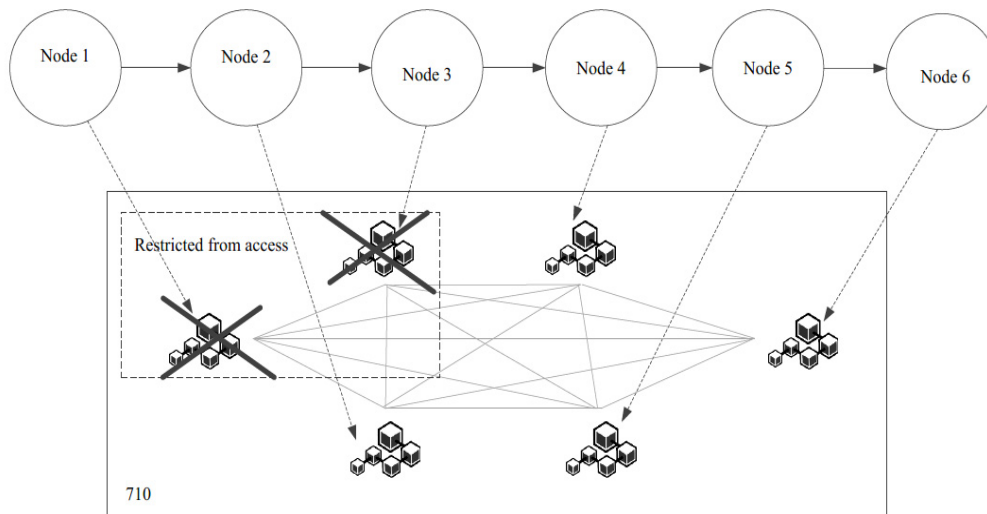 Node 1
Node 2
Node 3
Node 4
Node 5
Node 6
Restricted from access
710